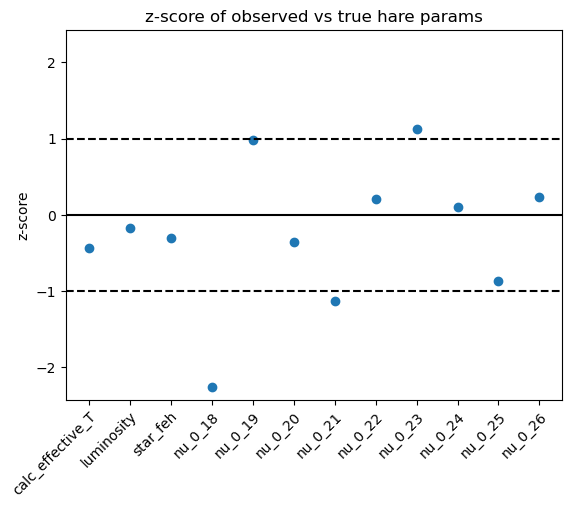 z-score of observed vs true hare params
z-score
2
1
0
−1
−2
calc_effective_T
luminosity
star_feh
nu_0_18
nu_0_19
nu_0_20
nu_0_21
nu_0_22
nu_0_23
nu_0_24
nu_0_25
nu_0_26